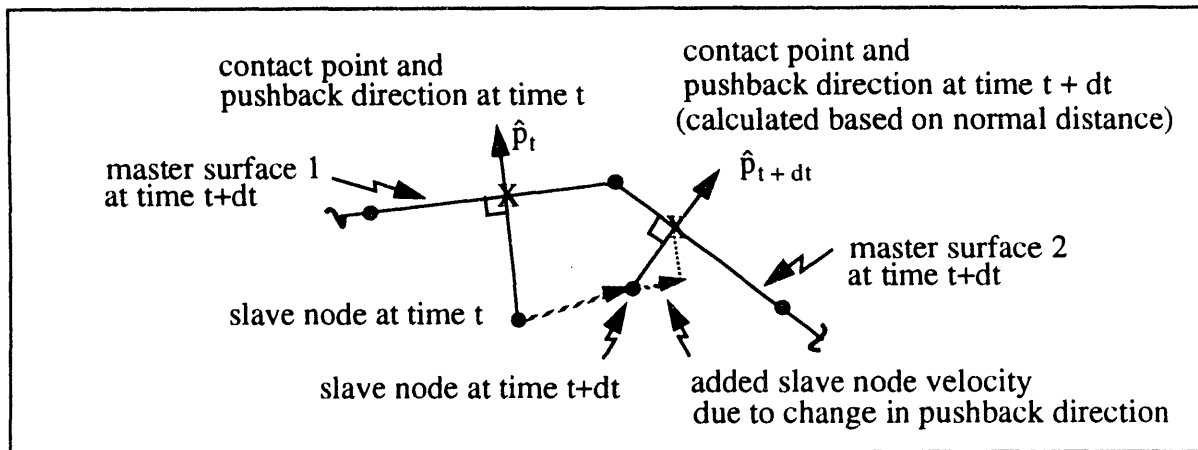 contact point and
pushback direction at time t
p̂t
master surface 1
at time t+dt
X
contact point and
pushback direction at time t + dt
(calculated based on normal distance)
p̂t + dt
X
master surface 2
at time t+dt
slave node at time t
slave node at time t+dt
added slave node velocity
due to change in pushback direction